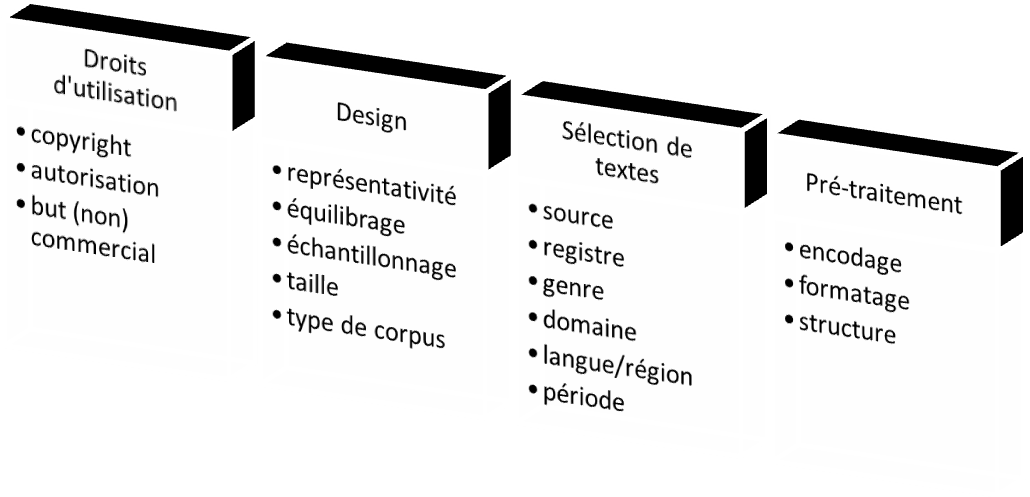 Droits
d'utilisation
• copyright
• autorisation
• but (non)
commercial
Design
• représentativité
• équilibrage
• échantillonnage
• taille
• type de corpus
Sélection de
textes
• source
• registre
• genre
• domaine
• langue/région
• période
Pré-traitement
• encodage
• formatage
• structure